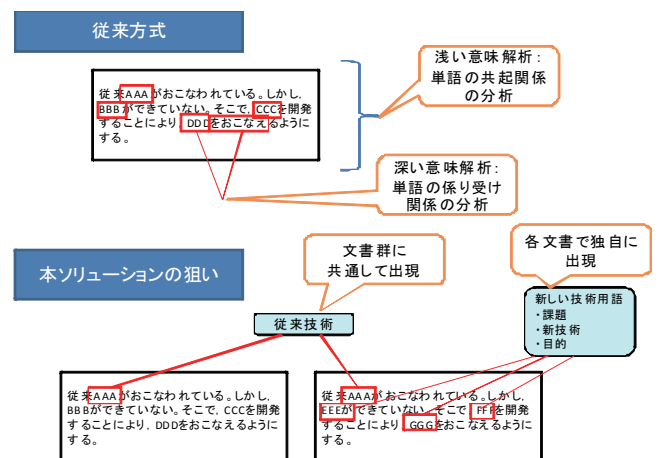 従来方式
従来AAAがおこなわれている。しかし,
BBBができていない。そこで,CCCを開発
することにより,DDDをおこなえるように
する。
浅い意味解析:
単語の共起関係
の分析
深い意味解析:
単語の係り受け
関係の分析
本ソリューションの狙い
文書群に
共通して出現
各文書で独自に
出現
従来技術
新しい技術用語
・課題
・新技術
・目的
従来AAAがおこなわれている。しかし,
BBBができていない。そこで,CCCを開発
することにより,DDDをおこなえるように
する。
従来AAAがおこなわれている。しかし,
EEEができていない。そこで,FFFを開発
することにより,GGGをおこなえるように
する。